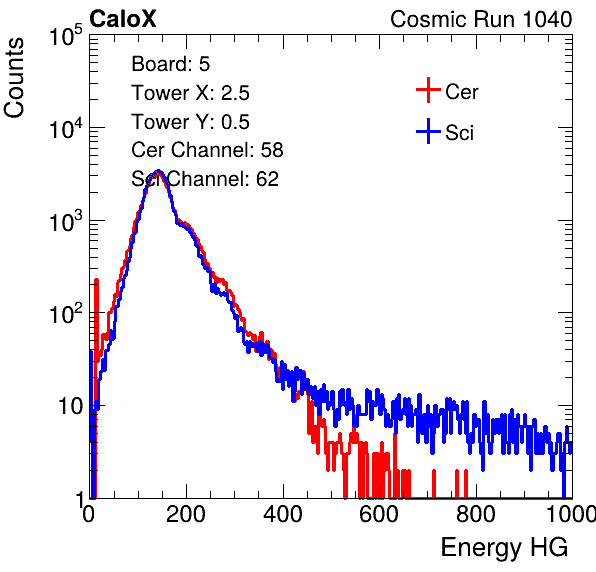 CaloX Cosmic Run 1040
Counts
10^5
10^4
10^3
10^2
10
1
Board: 5
Tower X: 2.5
Tower Y: 0.5
Cer Channel: 58
Sci Channel: 62
Cer
Sci
0 200 400 600 800 1000
Energy HG